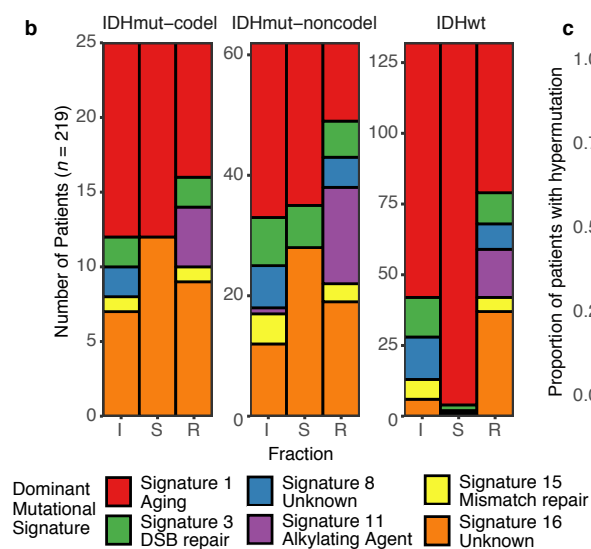 b
IDHmut−codel
IDHmut−noncodel
IDHwt
c
Number of Patients (n = 219)
25
20
15
10
5
0
60
40
20
0
125
100
75
50
25
0
I S R
I S R
I S R
Fraction
Proportion of patients with hypermutation
1.0
0.7
0.5
0.2
0.0
Dominant
Mutational
Signature
Signature 1
Aging
Signature 3
DSB repair
Signature 8
Unknown
Signature 11
Alkylating Agent
Signature 15
Mismatch repair
Signature 16
Unknown